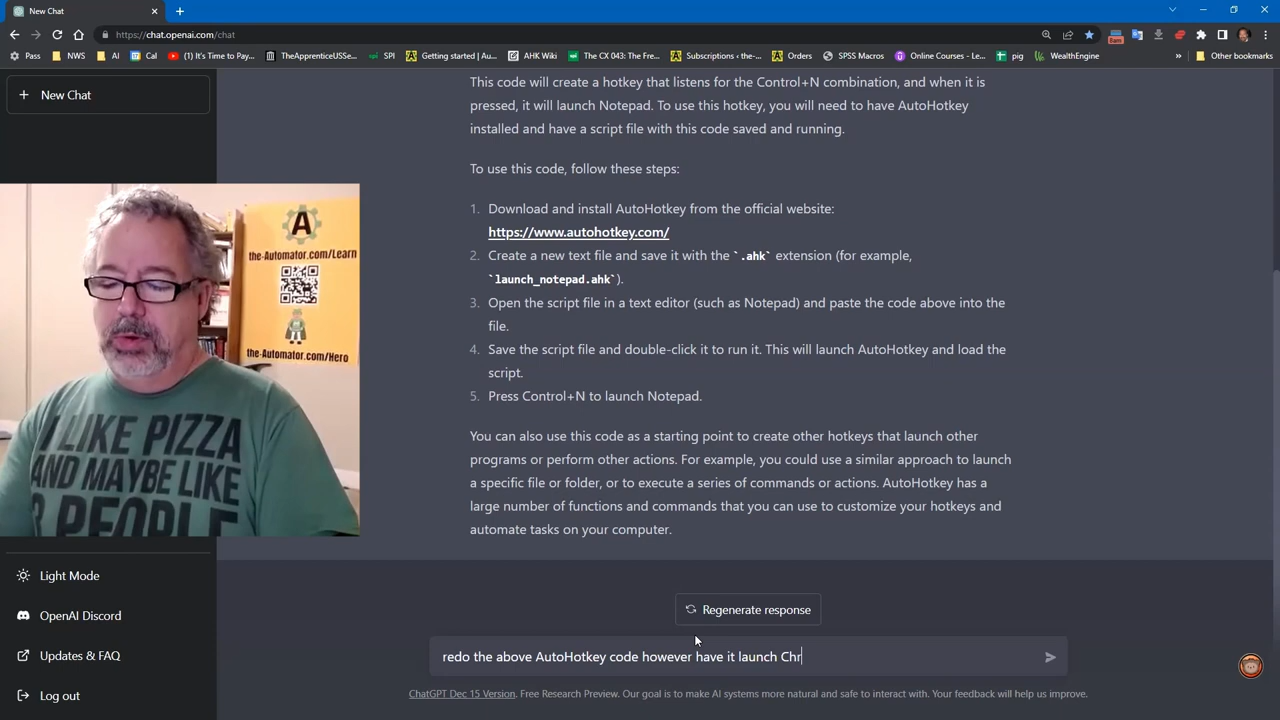 New Chat
https://chat.openai.com/chat
Pass
NWS
AI
Cal
(1) It's Time to Pay...
TheApprenticeUSSe...
SPI
Getting started | Au...
AHK Wiki
The CX 043: The Fre...
Subscriptions ‹ the-...
Orders
SPSS Macros
Online Courses - L...
pig
WealthEngine
Other bookmarks
New Chat
This code will create a hotkey that listens for the Control+N combination, and when it is
pressed, it will launch Notepad. To use this hotkey, you will need to have AutoHotkey
installed and have a script file with this code saved and running.
To use this code, follow these steps:
1. Download and install AutoHotkey from the official website:
https://www.autohotkey.com/
2. Create a new text file and save it with the `.ahk` extension (for example,
`launch_notepad.ahk`).
3. Open the script file in a text editor (such as Notepad) and paste the code above into the
file.
4. Save the script file and double-click it to run it. This will launch AutoHotkey and load the
script.
5. Press Control+N to launch Notepad.
You can also use this code as a starting point to create other hotkeys that launch other
programs or perform other actions. For example, you could use a similar approach to launch
a specific file or folder, or to execute a series of commands or actions. AutoHotkey has a
large number of functions and commands that you can use to customize your hotkeys and
automate tasks on your computer.
A
the-Automator.com/Learn
the-Automator.com/Hero
I LIKE PIZZA
AND MAYBE LIKE
3 PEOPLE
Light Mode
OpenAI Discord
Updates & FAQ
Log out
Regenerate response
redo the above AutoHotkey code however have it launch Chr
ChatGPT Dec 15 Version. Free Research Preview. Our goal is to make AI systems more natural and safe to interact with. Your feedback will help us improve.